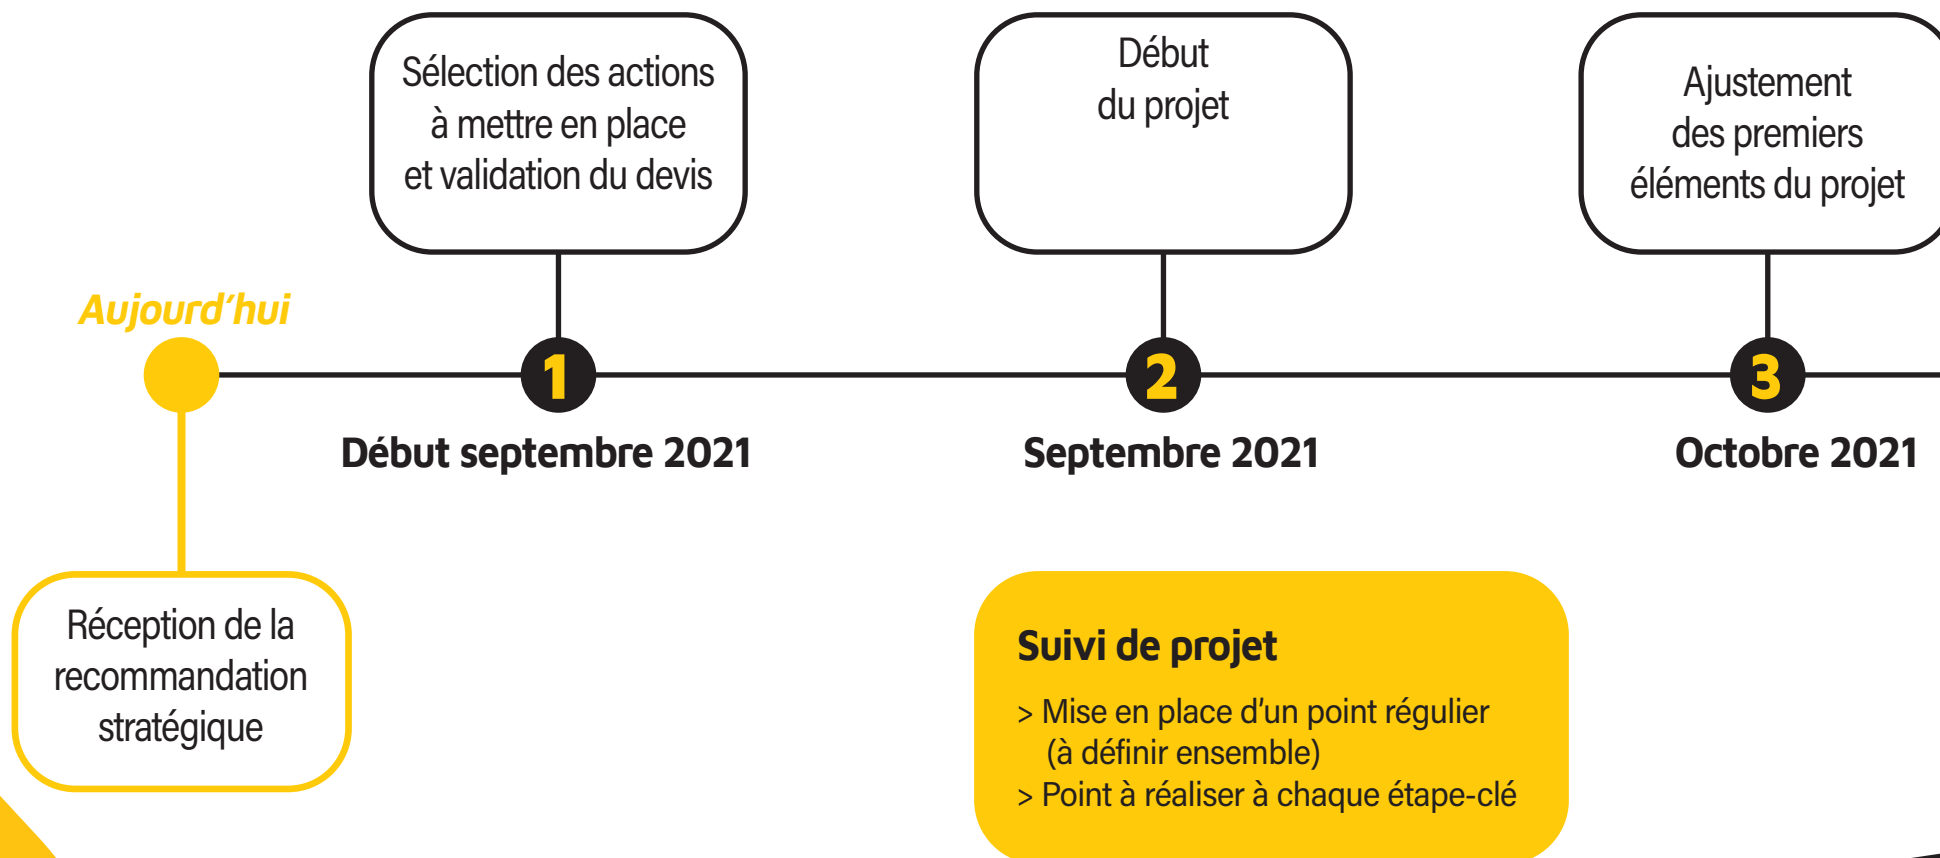 Sélection des actions
à mettre en place
et validation du devis
Début
du projet
Ajustement
des premiers
éléments du projet
Aujourd'hui
1
2
3
Début septembre 2021
Septembre 2021
Octobre 2021
Réception de la
recommandation
stratégique
Suivi de projet
> Mise en place d'un point régulier
(à définir ensemble)
> Point à réaliser à chaque étape-clé